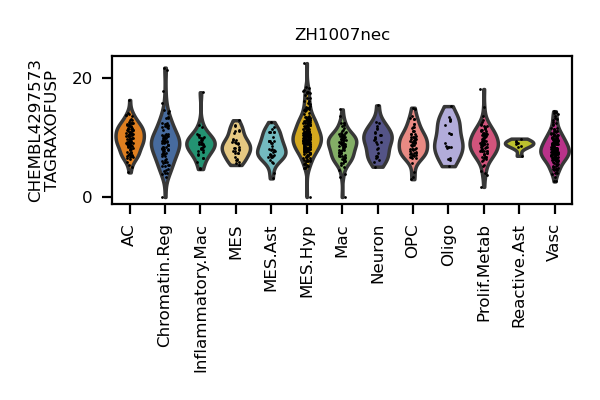 ZH1007nec
CHEMBL4297573
TAGRAXOFUSP
20
0
AC
Chromatin.Reg
Inflammatory.Mac
MES
MES.Ast
MES.Hyp
Mac
Neuron
OPC
Oligo
Prolif.Metab
Reactive.Ast
Vasc